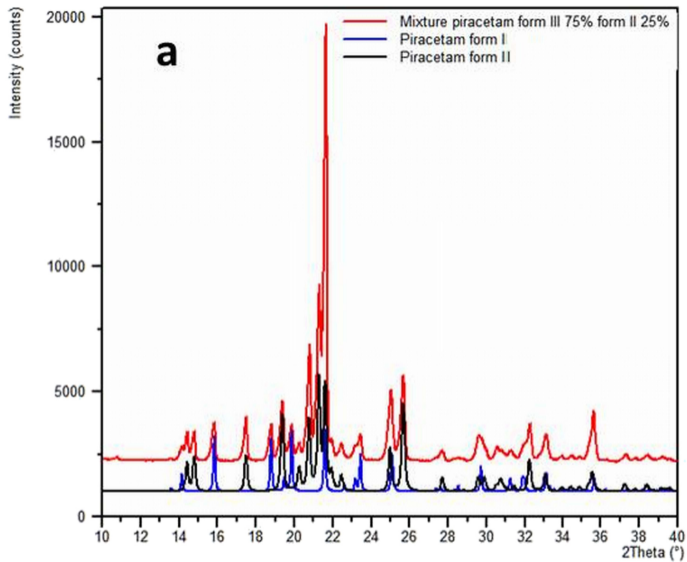 a
Mixture piracetam form III 75% form II 25%
Piracetam form I
Piracetam form II
Intensity (counts)
20000
15000
10000
5000
0
10 12 14 16 18 20 22 24 26 28 30 32 34 36 38 40
2Theta (°)